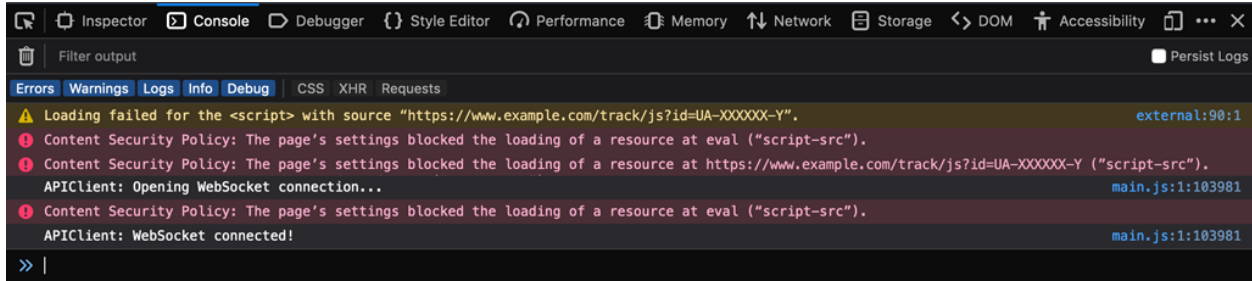 Inspector Console Debugger {} Style Editor Performance Memory Network Storage DOM Accessibility
Filter output Persist Logs
Errors Warnings Logs Info Debug CSS XHR Requests
Loading failed for the <script> with source “https://www.example.com/track/js?id=UA-XXXXXX-Y”. external:90:1
Content Security Policy: The page’s settings blocked the loading of a resource at eval (“script-src”).
Content Security Policy: The page’s settings blocked the loading of a resource at https://www.example.com/track/js?id=UA-XXXXXX-Y (“script-src”).
APIClient: Opening WebSocket connection... main.js:1:103981
Content Security Policy: The page’s settings blocked the loading of a resource at eval (“script-src”).
APIClient: WebSocket connected! main.js:1:103981